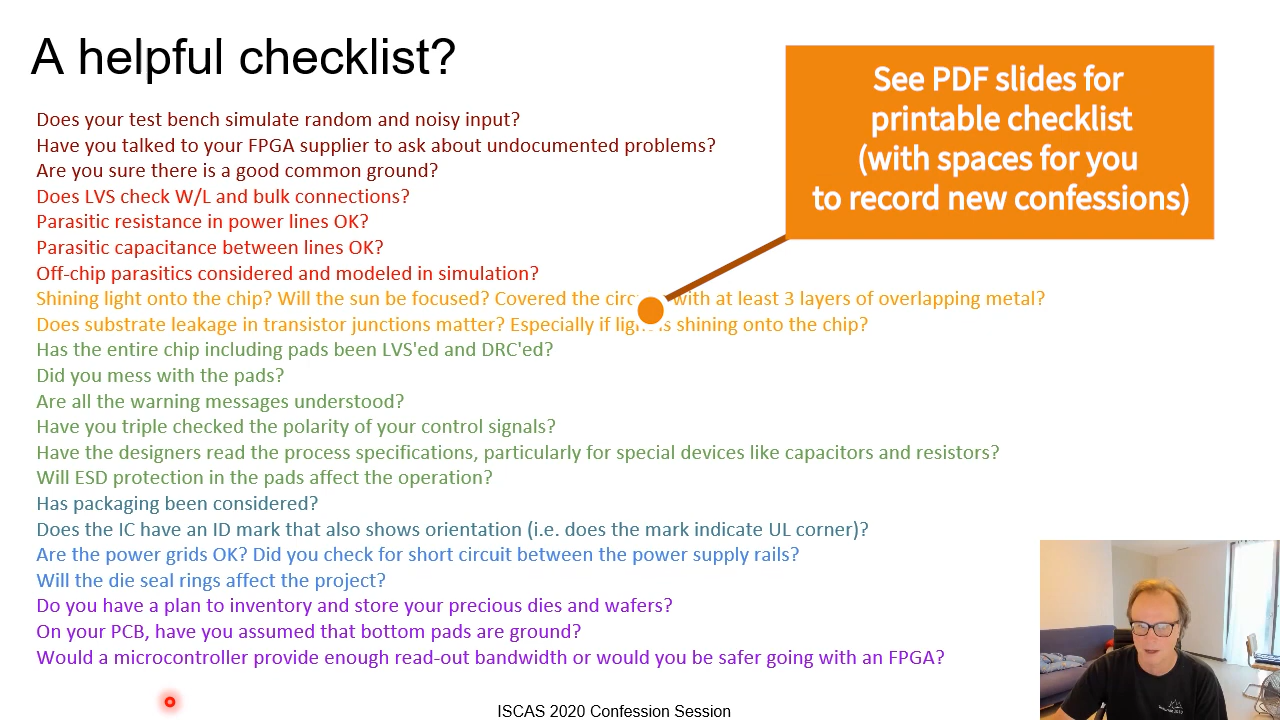 A helpful checklist?
See PDF slides for
printable checklist
(with spaces for you
to record new confessions)
Does your test bench simulate random and noisy input?
Have you talked to your FPGA supplier to ask about undocumented problems?
Are you sure there is a good common ground?
Does LVS check W/L and bulk connections?
Parasitic resistance in power lines OK?
Parasitic capacitance between lines OK?
Off-chip parasitics considered and modeled in simulation?
Shining light onto the chip? Will the sun be focused? Covered the with at least 3 layers of overlapping metal?
Does substrate leakage in transistor junctions matter? Especially if light is shining onto the chip?
Has the entire chip including pads been LVS'ed and DRC'ed?
Did you mess with the pads?
Are all the warning messages understood?
Have you triple checked the polarity of your control signals?
Have the designers read the process specifications, particularly for special devices like capacitors and resistors?
Will ESD protection in the pads affect the operation?
Has packaging been considered?
Does the IC have an ID mark that also shows orientation (i.e. does the mark indicate UL corner)?
Are the power grids OK? Did you check for short circuit between the power supply rails?
Will the die seal rings affect the project?
Do you have a plan to inventory and store your precious dies and wafers?
On your PCB, have you assumed that bottom pads are ground?
Would a microcontroller provide enough read-out bandwidth or would you be safer going with an FPGA?
ISCAS 2020 Confession Session